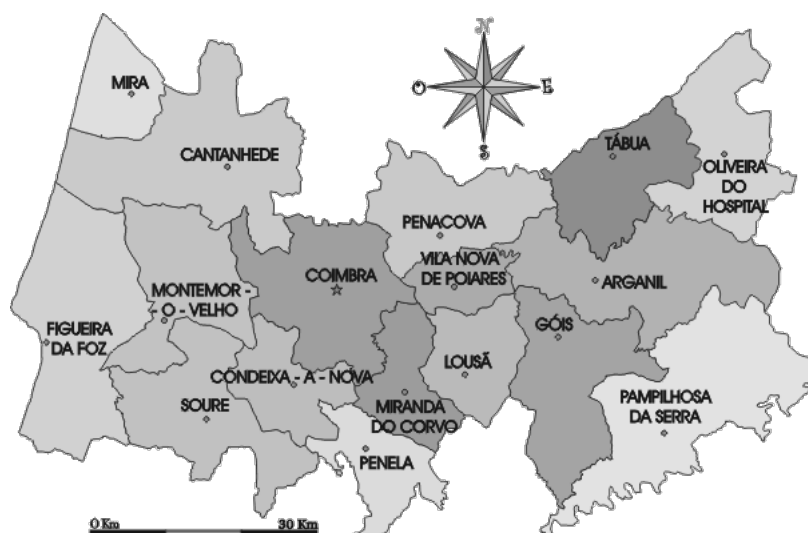 N
O
E
S
MIRA
CANTANHEDE
TÁBUA
OLIVEIRA
DO
HOSPITAL
PENACOVA
VILA NOVA
DE POIARES
COIMBRA
ARGANIL
MONTEMOR -
- O - VELHO
FIGUEIRA
DA FOZ
GÓIS
LOUSÃ
CONDEIXA - A - NOVA
SOURE
MIRANDA
DO CORVO
PAMPILHOSA
DA SERRA
PENELA
0 Km
30 Km